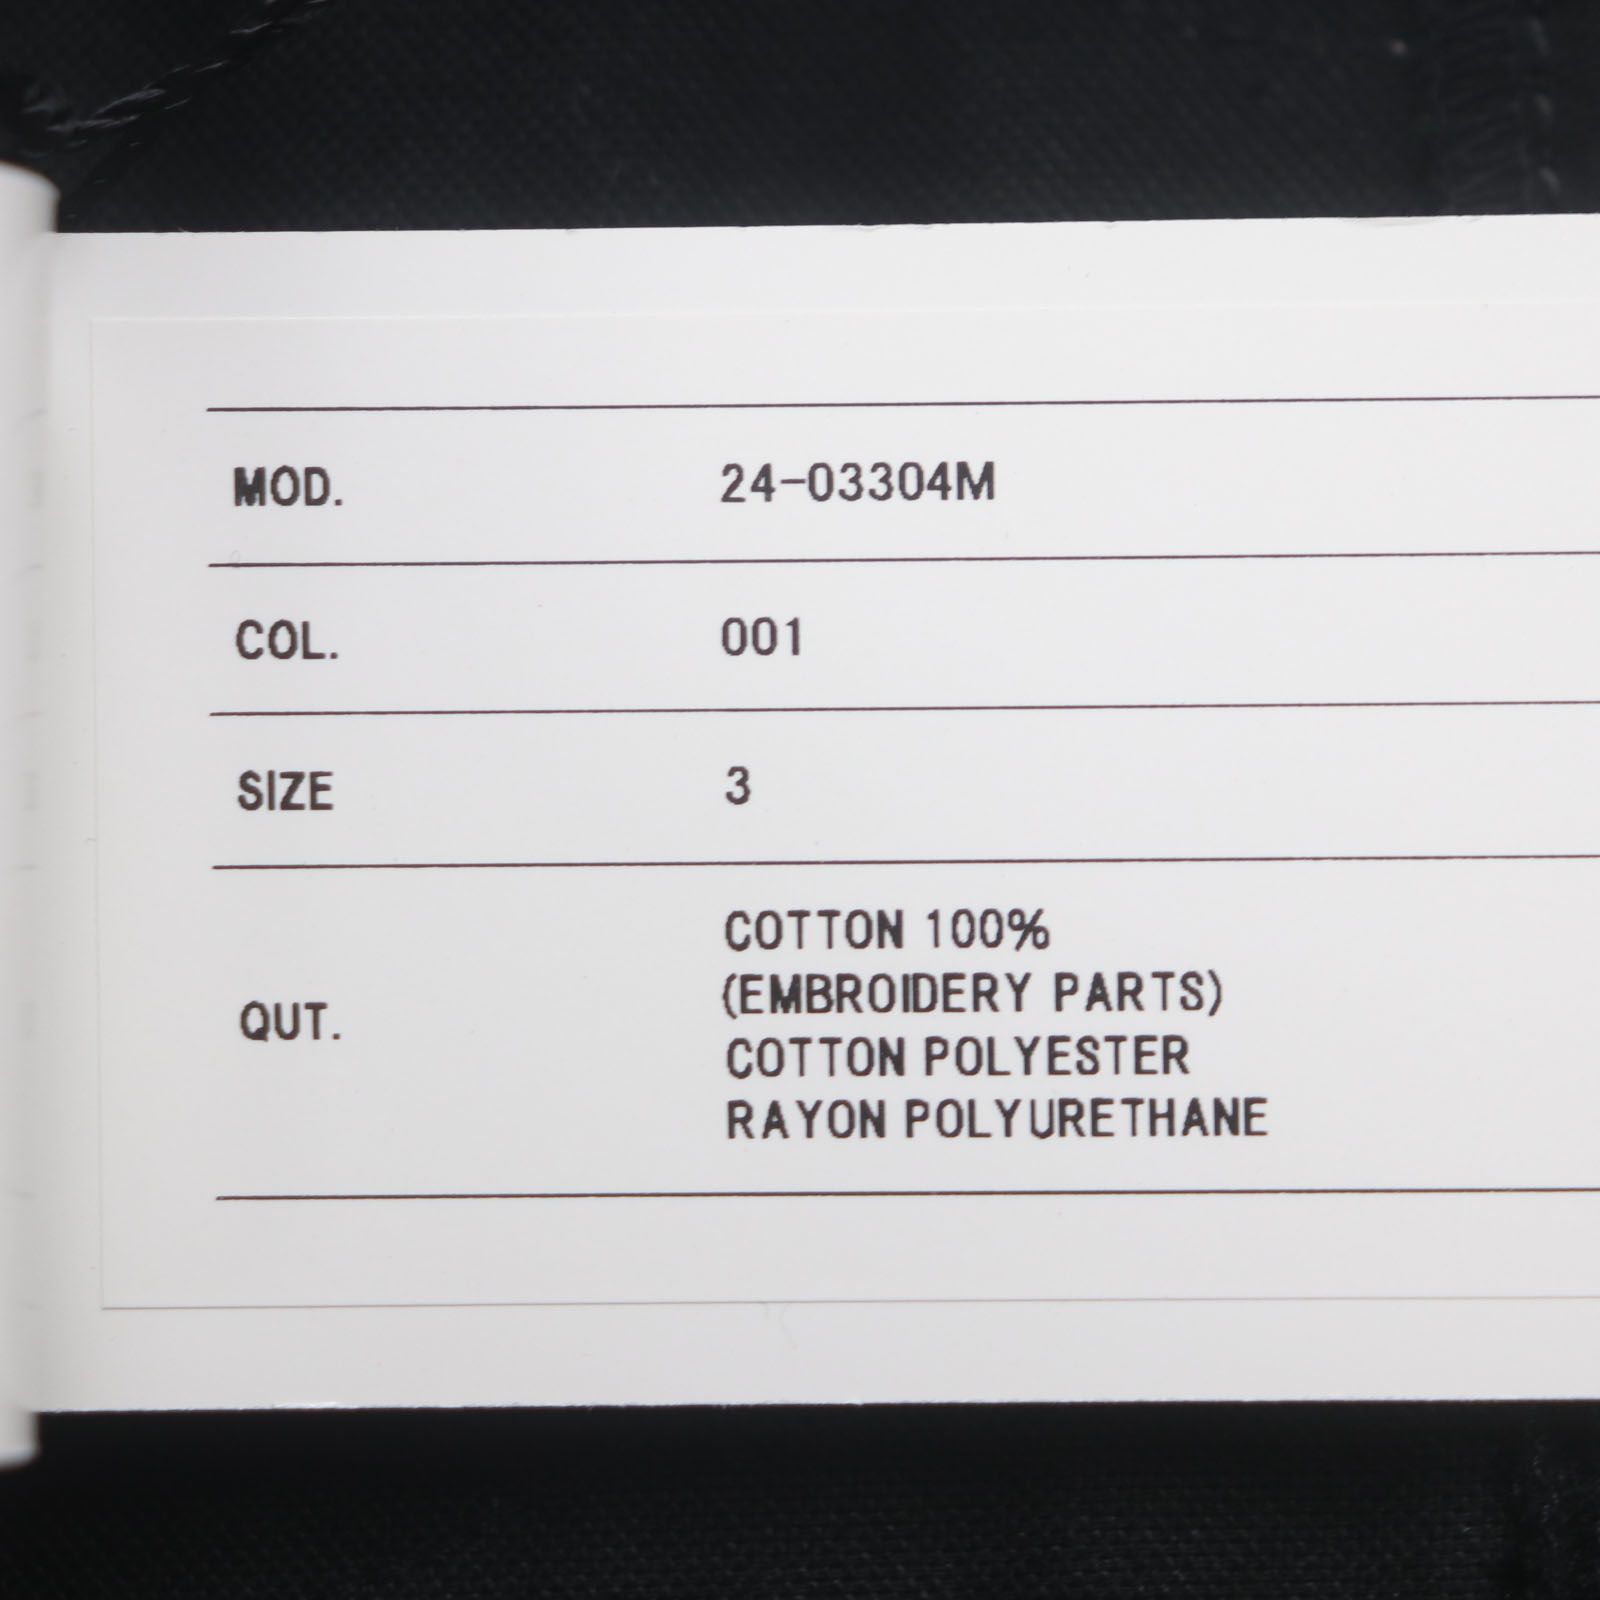 MOD. 24-03304M
COL. 001
SIZE 3
QUT. COTTON 100%
(EMBROIDERY PARTS)
COTTON POLYESTER
RAYON POLYURETHANE